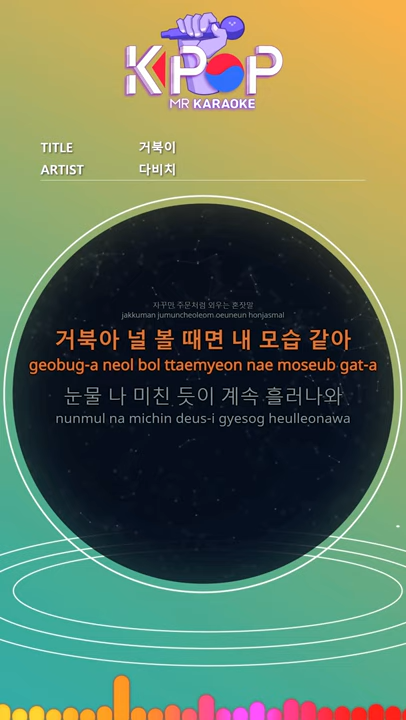 KPOP
MR KARAOKE
TITLE 거북이
ARTIST 다비치
자꾸면 주문처럼 외우는 혼잣말
jakkuman jumuncheoleom oeuneun honjasmal
거북아 널 볼 때면 내 모습 같아
geobug-a neol bol ttaemyeon nae moseub gat-a
눈물 나 미친 듯이 계속 흘러나와
nunmul na michin deus-i gyesog heulleonawa